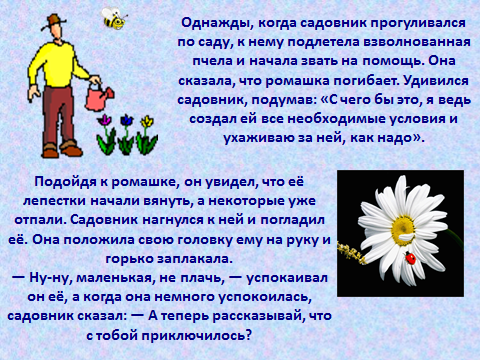 Однажды, когда садовник прогуливался
по саду, к нему подлетела взволнованная
пчела и начала звать на помощь. Она
сказала, что ромашка погибает. Удивился
садовник, подумав: «С чего бы это, я ведь
создал ей все необходимые условия и
ухаживаю за ней, как надо».
Подойдя к ромашке, он увидел, что её
лепестки начали вянуть, а некоторые уже
отпали. Садовник нагнулся к ней и погладил
её. Она положила свою головку ему на руку и
горько заплакала.
— Ну-ну, маленькая, не плачь, — успокаивал
он её, а когда она немного успокоилась,
садовник сказал: — А теперь рассказывай, что
с тобой приключилось?